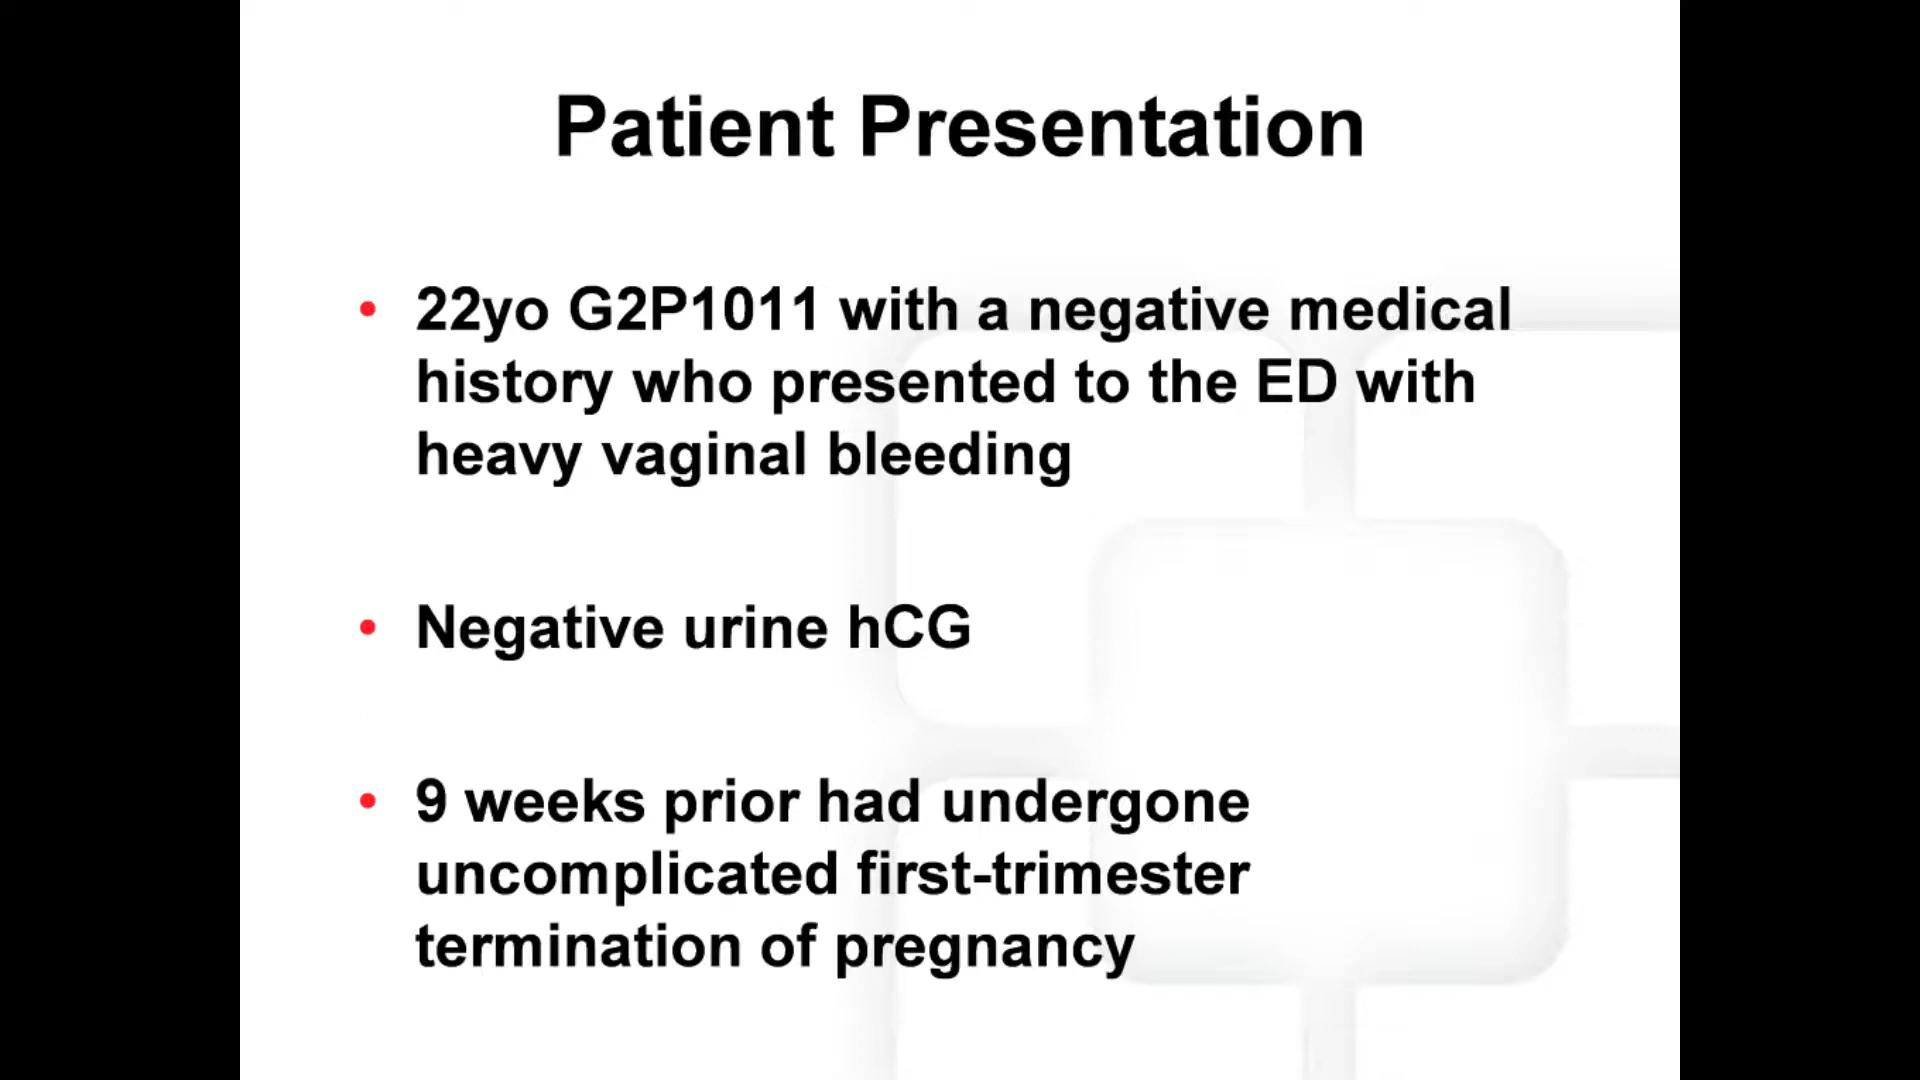 Patient Presentation
• 22yo G2P1011 with a negative medical
history who presented to the ED with
heavy vaginal bleeding
• Negative urine hCG
• 9 weeks prior had undergone
uncomplicated first-trimester
termination of pregnancy